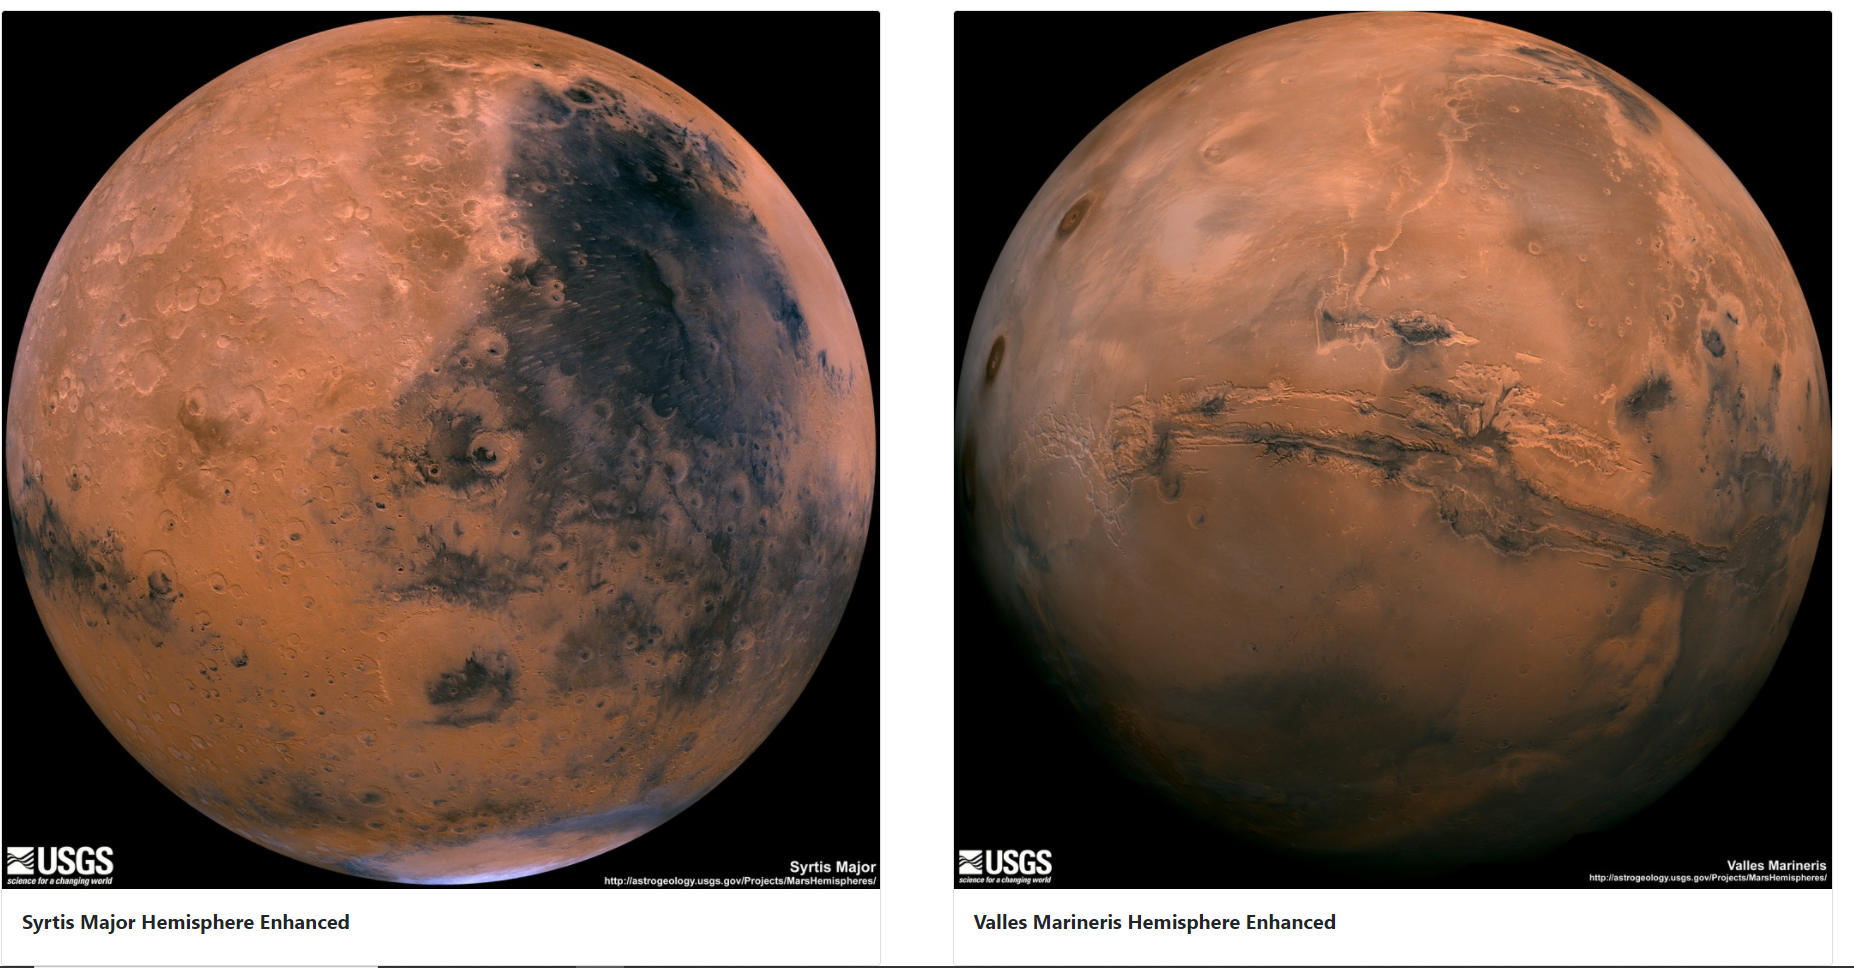 USGS
science for a changing world
Syrtis Major
http://astrogeology.usgs.gov/Projects/MarsHemispheres/
Syrtis Major Hemisphere Enhanced
USGS
science for a changing world
Valles Marineris
http://astrogeology.usgs.gov/Projects/MarsHemispheres/
Valles Marineris Hemisphere Enhanced